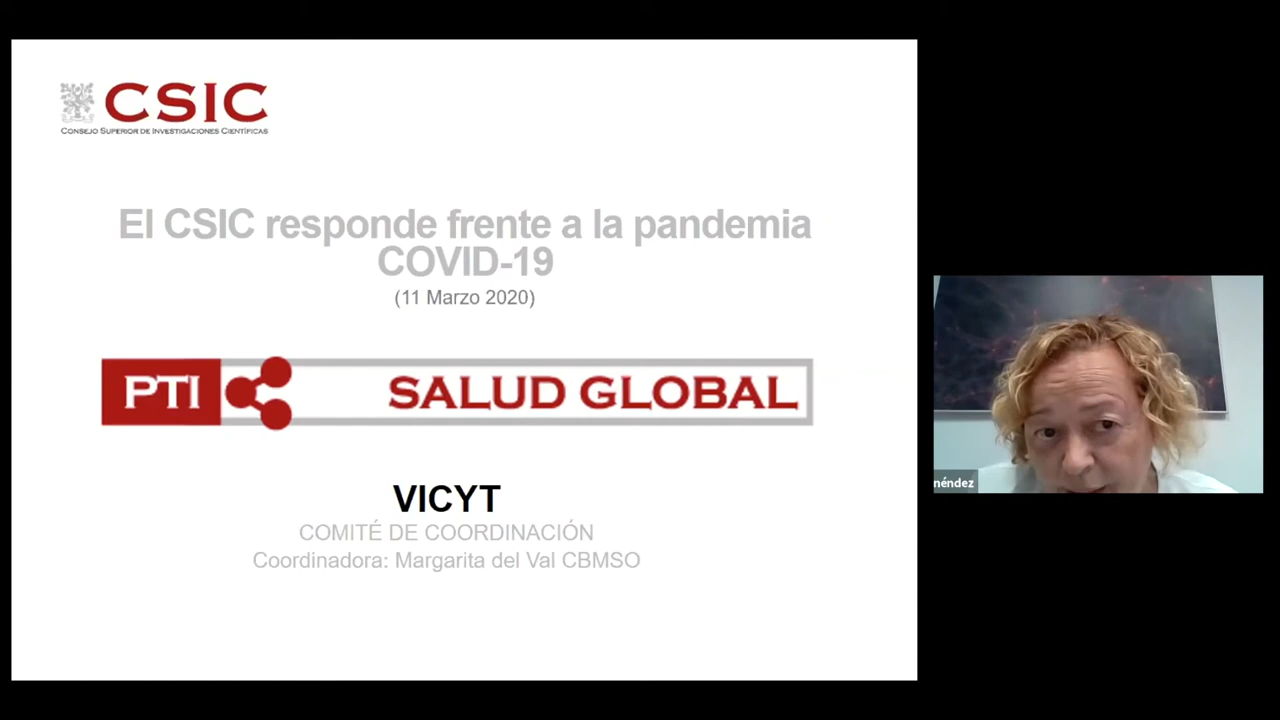 CSIC
CONSEJO SUPERIOR DE INVESTIGACIONES CIENTÍFICAS
El CSIC responde frente a la pandemia
COVID-19
(11 Marzo 2020)
PTI SALUD GLOBAL
VICYT
COMITÉ DE COORDINACIÓN
Coordinadora: Margarita del Val CBMSO
néndez